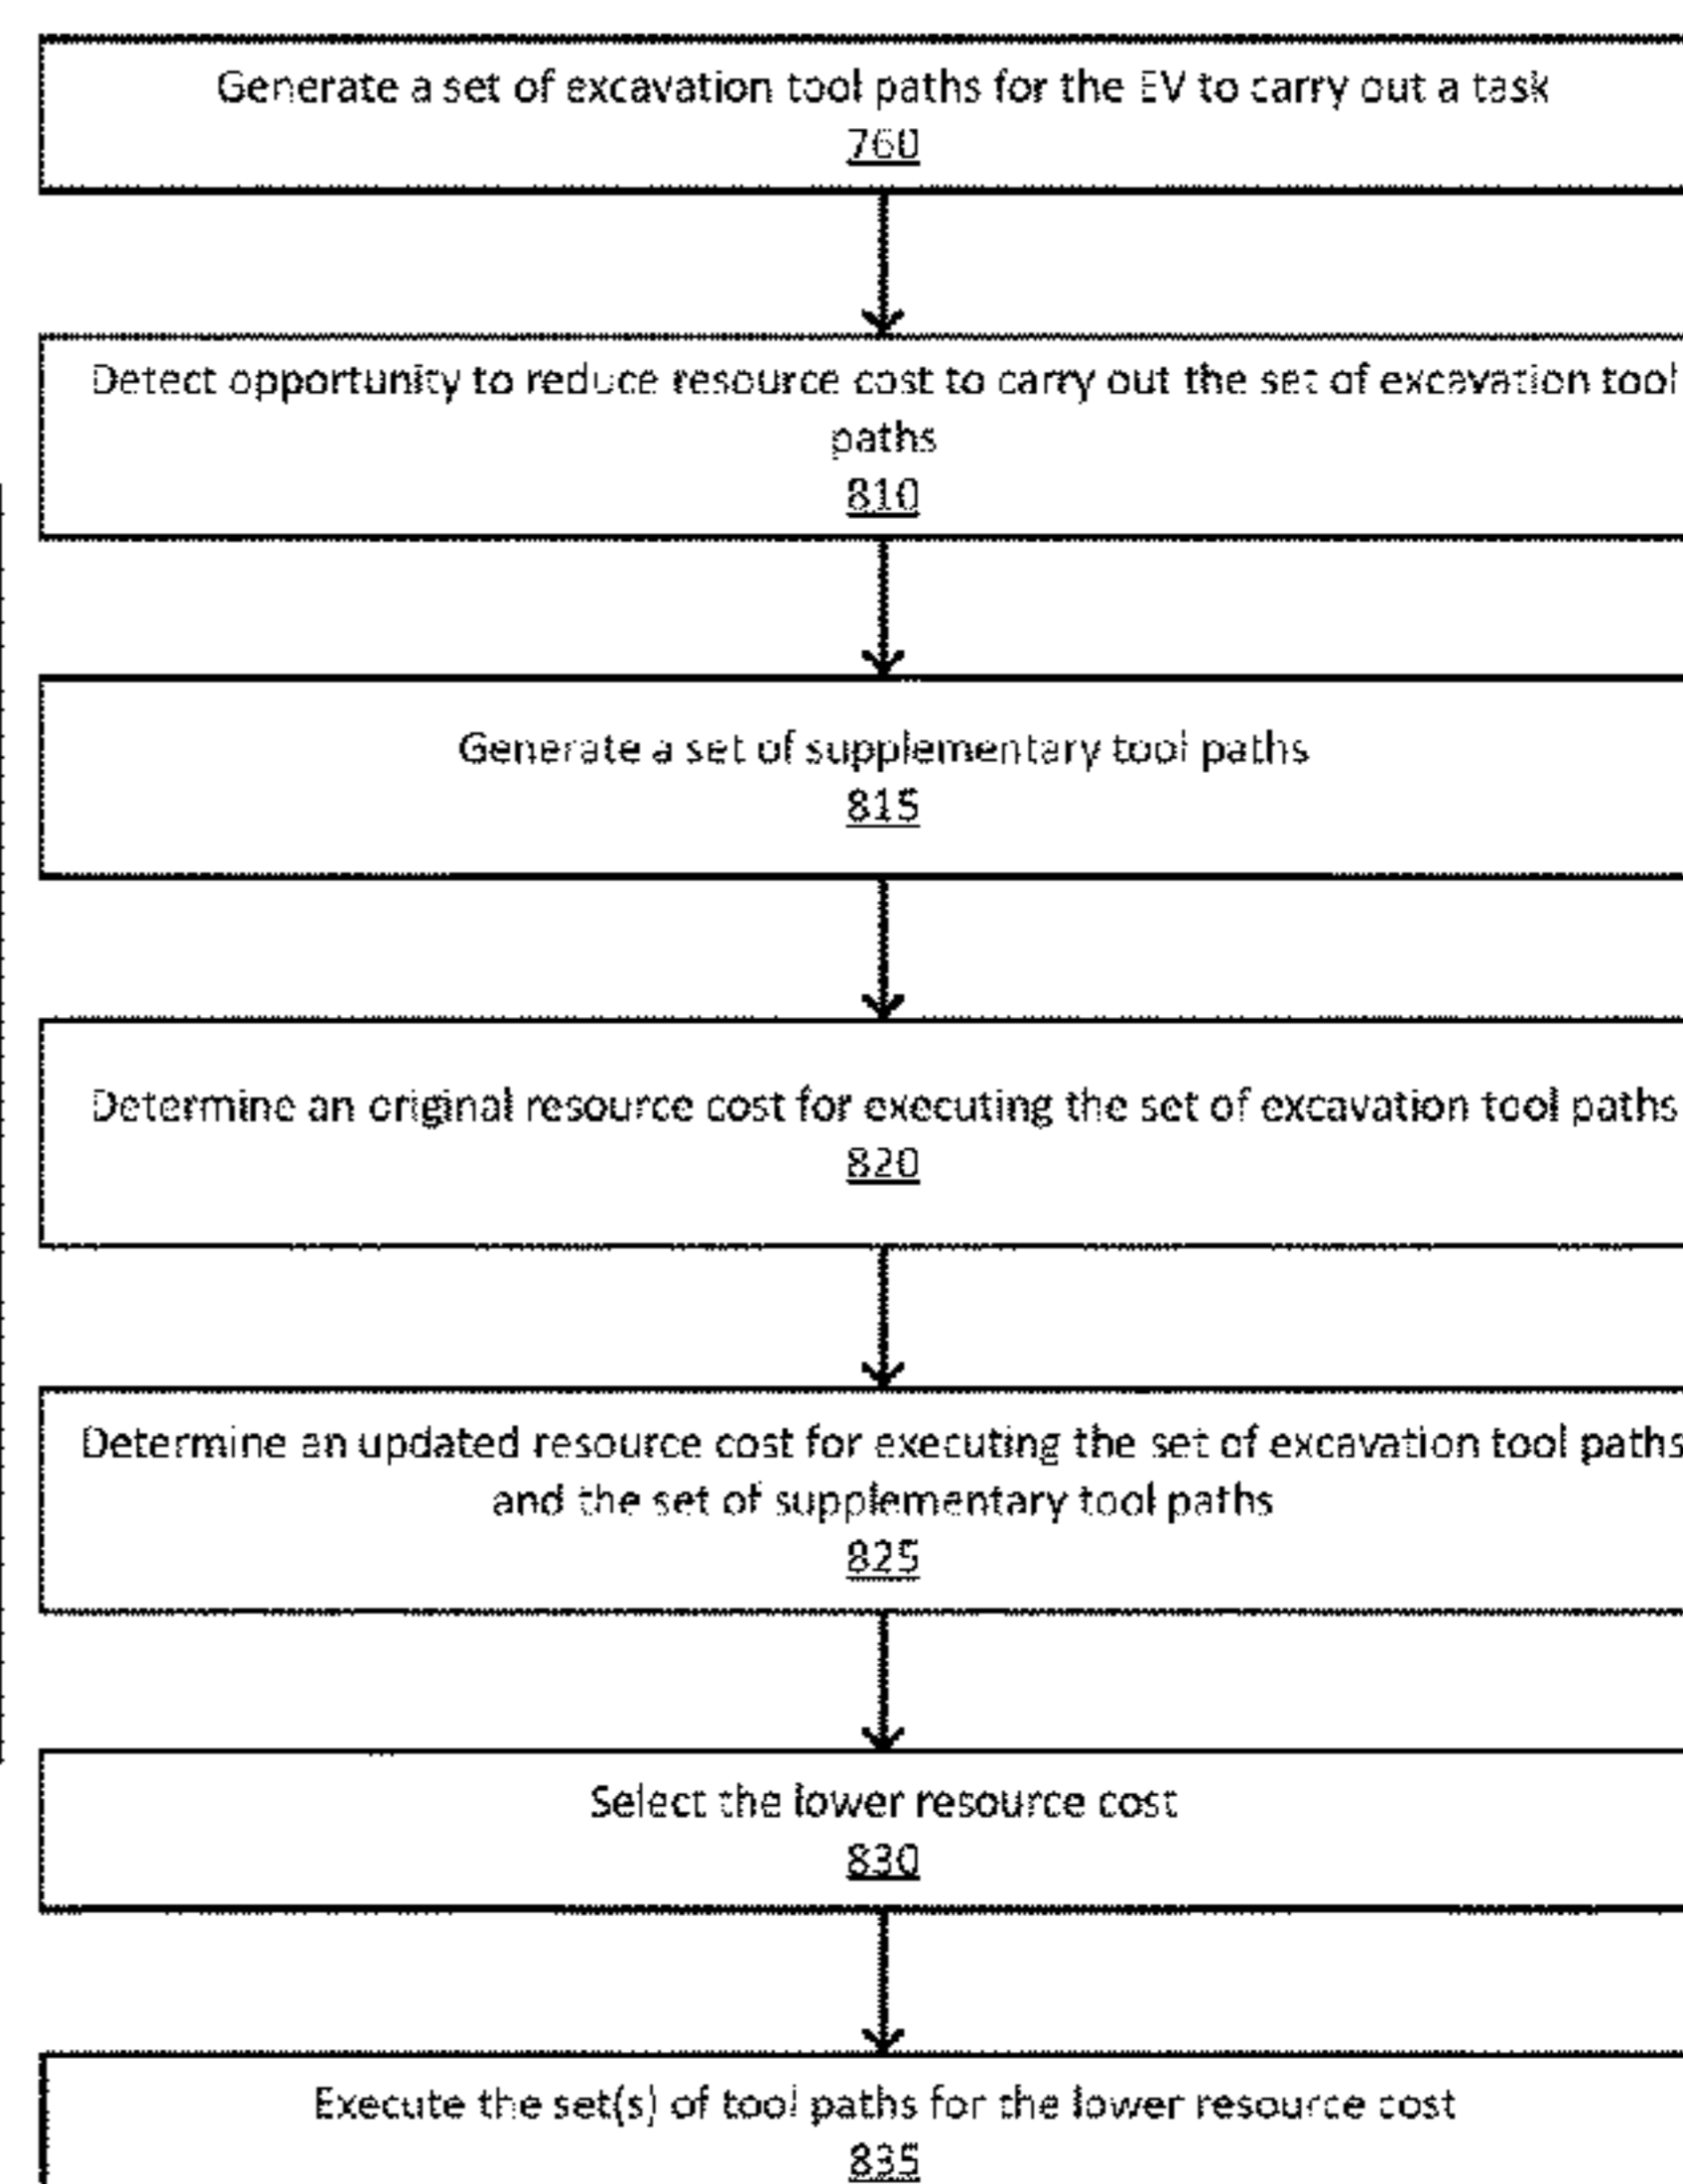 Generate a set of excavation tool paths for the EV to carry out a task
760
Detect opportunity to reduce resource cost to carry out the set of excavation tool
paths
810
Generate a set of supplementary tool paths
815
Determine an original resource cost for executing the set of excavation tool paths
820
Determine an updated resource cost for executing the set of excavation tool paths
and the set of supplementary tool paths
825
Select the lower resource cost
830
Execute the set(s) of tool paths for the lower resource cost
835